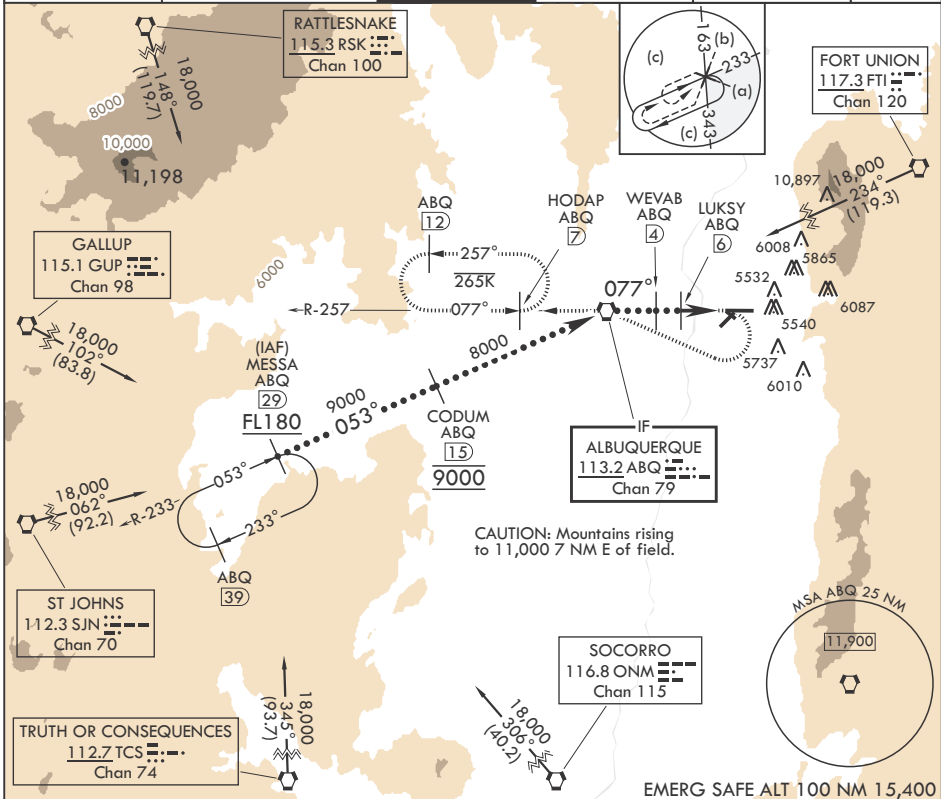 RATTLESNAKE
115.3 RSK
Chan 100
18,000
148°
(119.7)
8000
10,000
11,198
163
(b)
(c)
233
(a)
(c)
343
FORT UNION
117.3 FTI
Chan 120
10,897
18,000
234°
(119.3)
6008
5865
5532
6087
5540
5737
6010
GALLUP
115.1 GUP
Chan 98
18,000
102°
(83.8)
6000
ABQ
12
HODAP
ABQ
7
WEVAB
ABQ
4
LUKSY
ABQ
6
257°
265K
R-257
077°
077°
(IAF)
MESSA
ABQ
29
FL180
9000
053°
8000
CODUM
ABQ
15
9000
IF
ALBUQUERQUE
113.2 ABQ
Chan 79
CAUTION: Mountains rising
to 11,000 7 NM E of field.
18,000
062°
(92.2)
R-233
053°
233°
ABQ
39
ST JOHNS
112.3 SJN
Chan 70
TRUTH OR CONSEQUENCES
112.7 TCS
Chan 74
18,000
345°
(93.7)
SOCORRO
116.8 ONM
Chan 115
18,000
306°
(40.2)
MSA ABQ 25 NM
11,900
EMERG SAFE ALT 100 NM 15,400